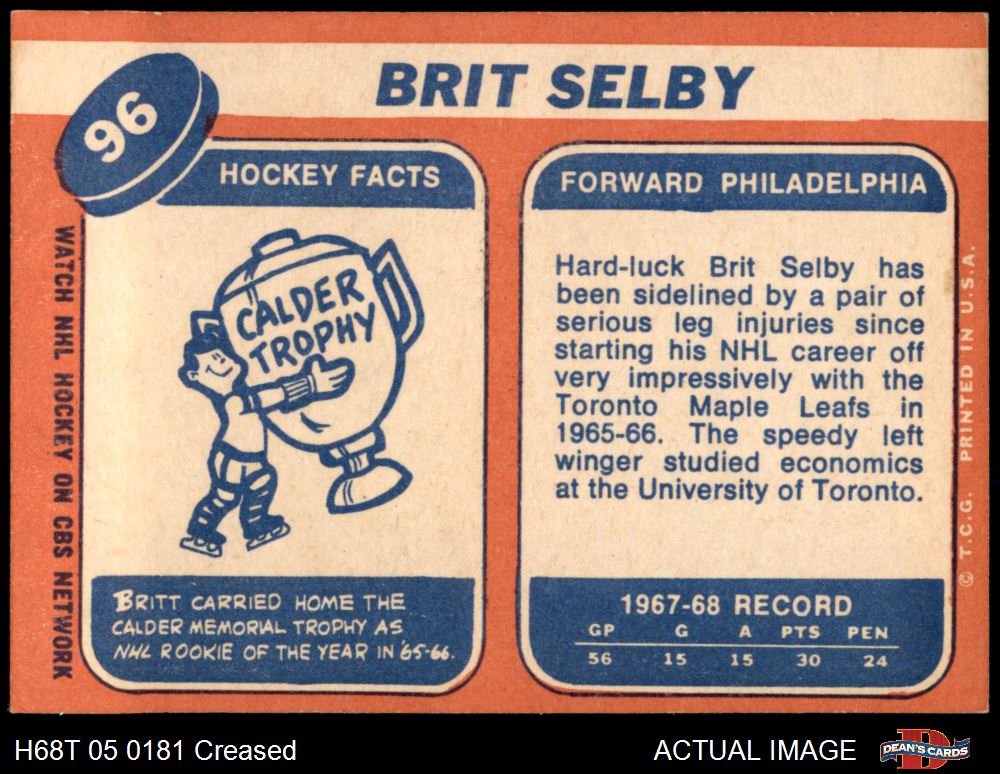 96
BRIT SELBY
HOCKEY FACTS
CALDER
TROPHY
BRITT CARRIED HOME THE
CALDER MEMORIAL TROPHY AS
NHL ROOKIE OF THE YEAR IN '65-66.
WATCH NHL HOCKEY ON CBS NETWORK
FORWARD PHILADELPHIA
Hard-luck Brit Selby has
been sidelined by a pair of
serious leg injuries since
starting his NHL career off
very impressively with the
Toronto Maple Leafs in
1965-66. The speedy left
winger studied economics
at the University of Toronto.
1967-68 RECORD
GP G A PTS PEN
56 15 15 30 24
© T.C.G. PRINTED IN U.S.A.
H68T 05 0181 Creased
ACTUAL IMAGE
DEAN'S CARDS